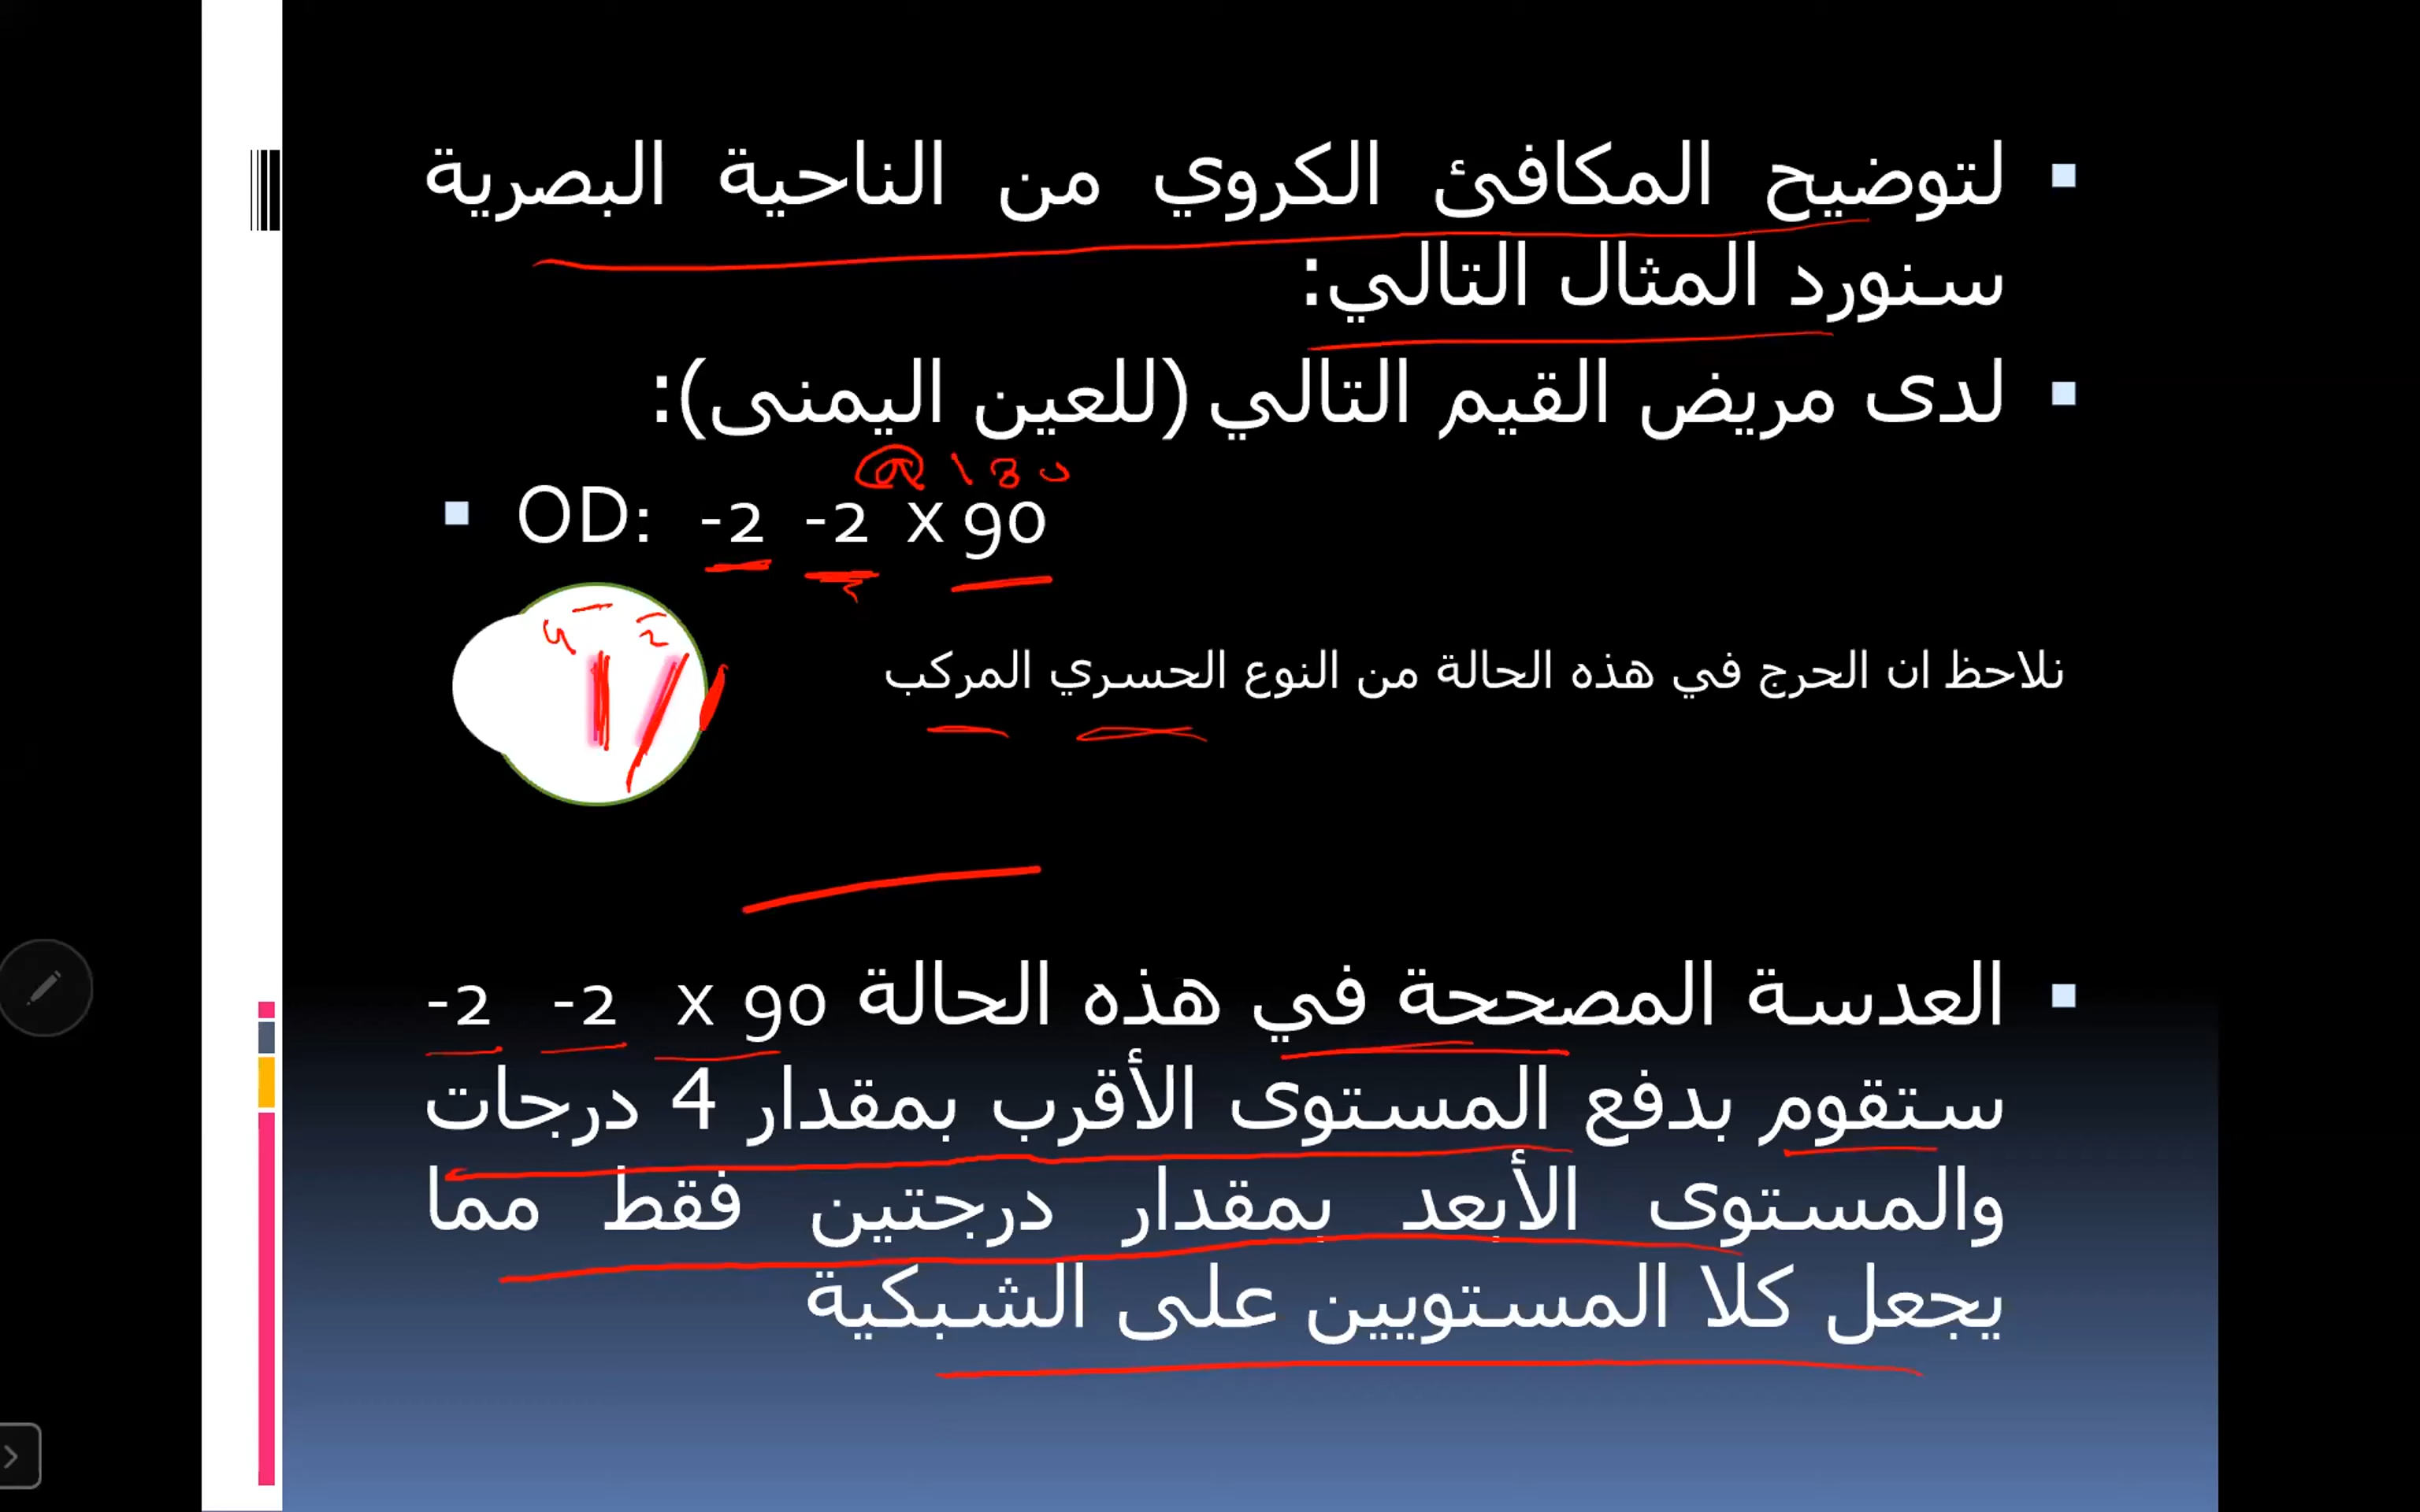 لتوضيح المكافئ الكروي من الناحية البصرية
سنورد المثال التالي:
لدى مريض القيم التالي (للعين اليمنى):
@ 180
OD: -2 -2 x 90
نلاحظ ان الحرج في هذه الحالة من النوع الحسري المركب
العدسة المصححة في هذه الحالة -2 -2 x 90
ستقوم بدفع المستوى الأقرب بمقدار 4 درجات
والمستوى الأبعد بمقدار درجتين فقط مما
يجعل كلا المستويين على الشبكية